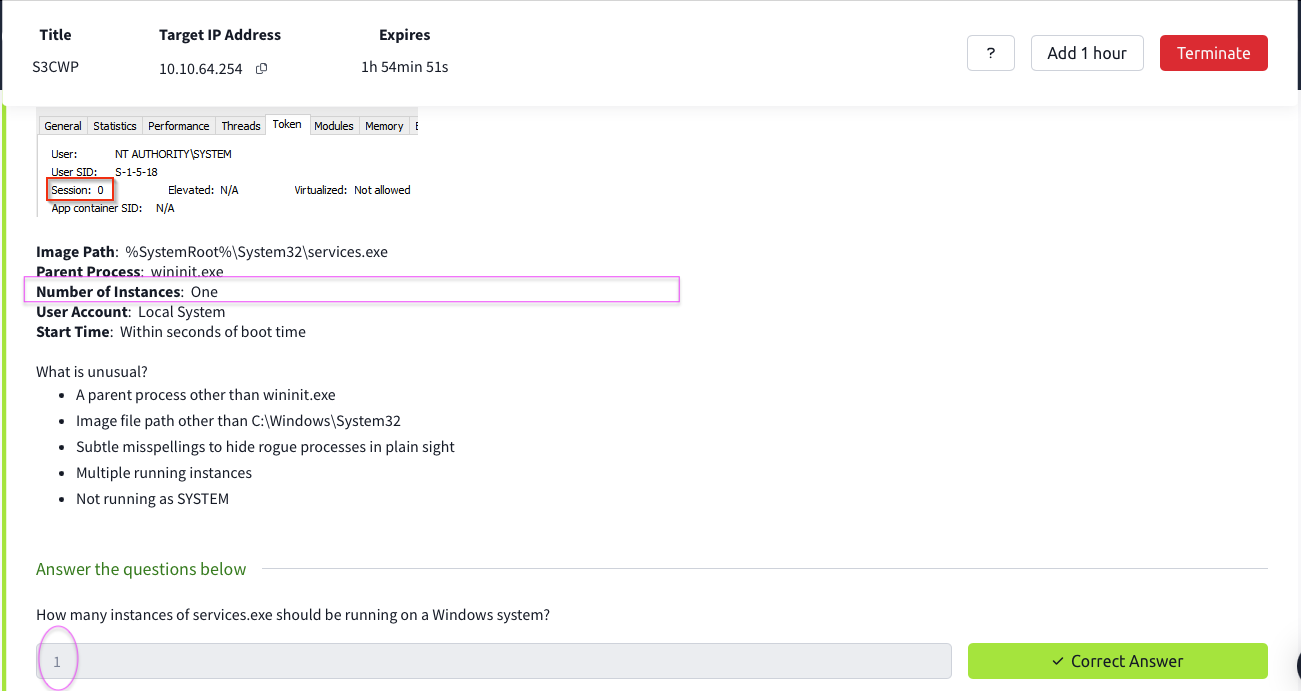 Title Target IP Address Expires
S3CWP 10.10.64.254 1h 54min 51s
? Add 1 hour Terminate
General Statistics Performance Threads Token Modules Memory
User: NT AUTHORITY\SYSTEM
User SID: S-1-5-18
Session: 0 Elevated: N/A Virtualized: Not allowed
App container SID: N/A
Image Path: %SystemRoot%\System32\services.exe
Parent Process: wininit.exe
Number of Instances: One
User Account: Local System
Start Time: Within seconds of boot time
What is unusual?
• A parent process other than wininit.exe
• Image file path other than C:\Windows\System32
• Subtle misspellings to hide rogue processes in plain sight
• Multiple running instances
• Not running as SYSTEM
Answer the questions below
How many instances of services.exe should be running on a Windows system?
1 ✓ Correct Answer